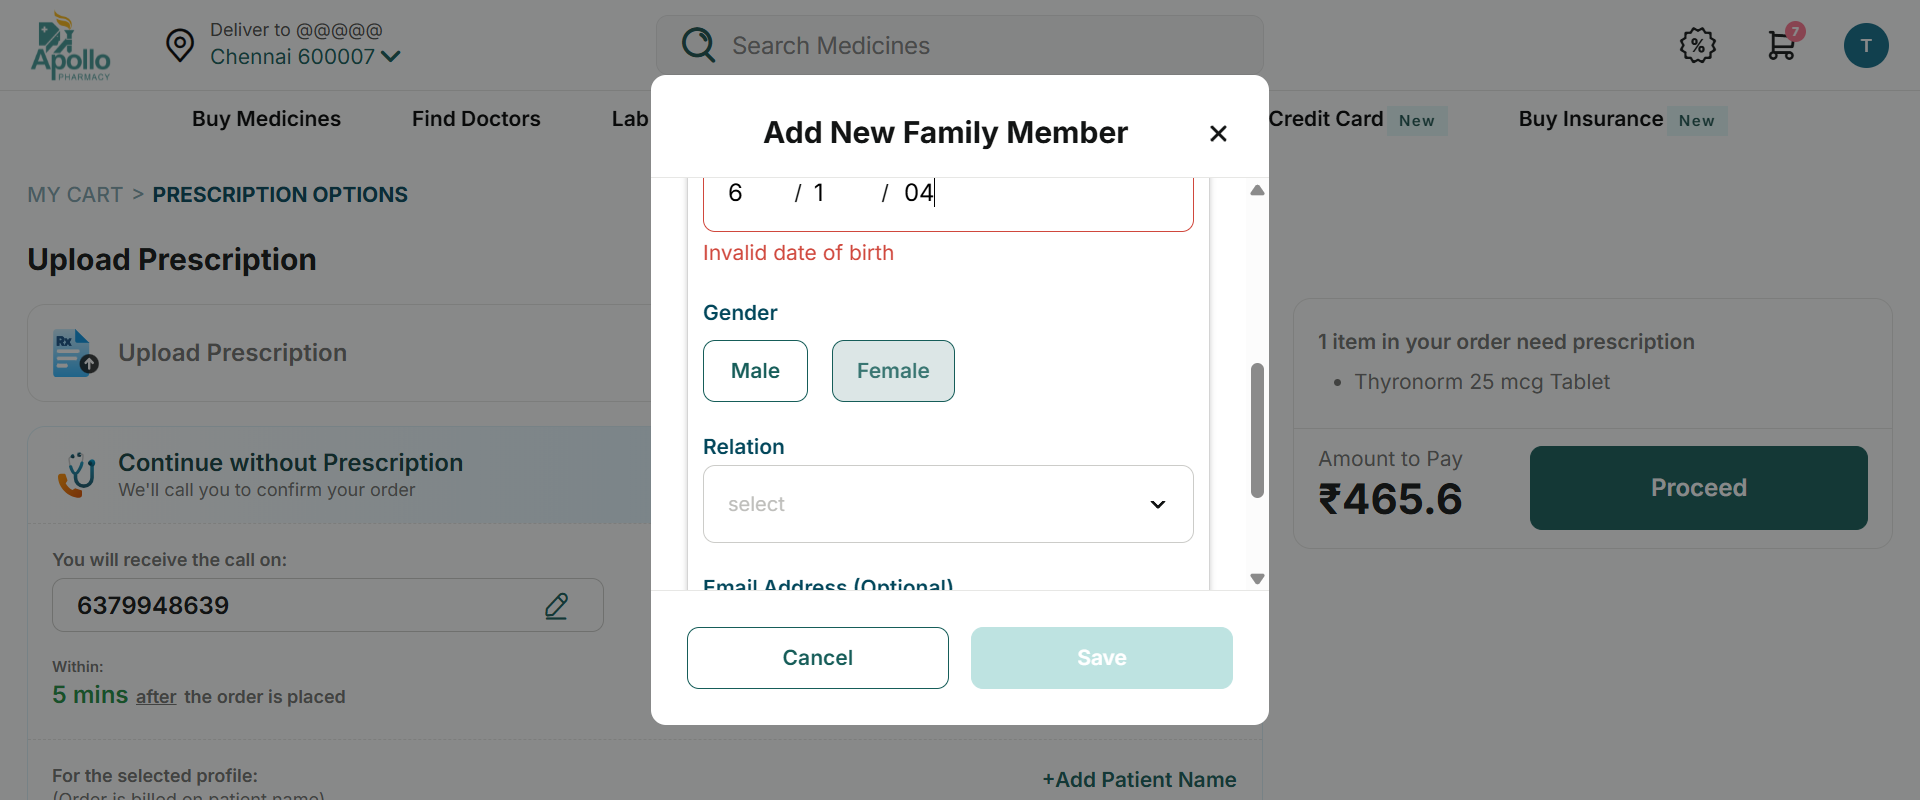 Apollo
PHARMACY
Deliver to @@@@@
Chennai 600007
Search Medicines
%
7
T
Buy Medicines
Find Doctors
Lab
Credit Card New
Buy Insurance New
MY CART > PRESCRIPTION OPTIONS
Upload Prescription
Rx
Upload Prescription
Continue without Prescription
We'll call you to confirm your order
You will receive the call on:
6379948639
Within:
5 mins after the order is placed
For the selected profile:
(Order is billed on patient name)
+Add Patient Name
Add New Family Member
6 / 1 / 04
Invalid date of birth
Gender
Male
Female
Relation
select
Email Address (Optional)
Cancel
Save
1 item in your order need prescription
• Thyronorm 25 mcg Tablet
Amount to Pay
₹465.6
Proceed